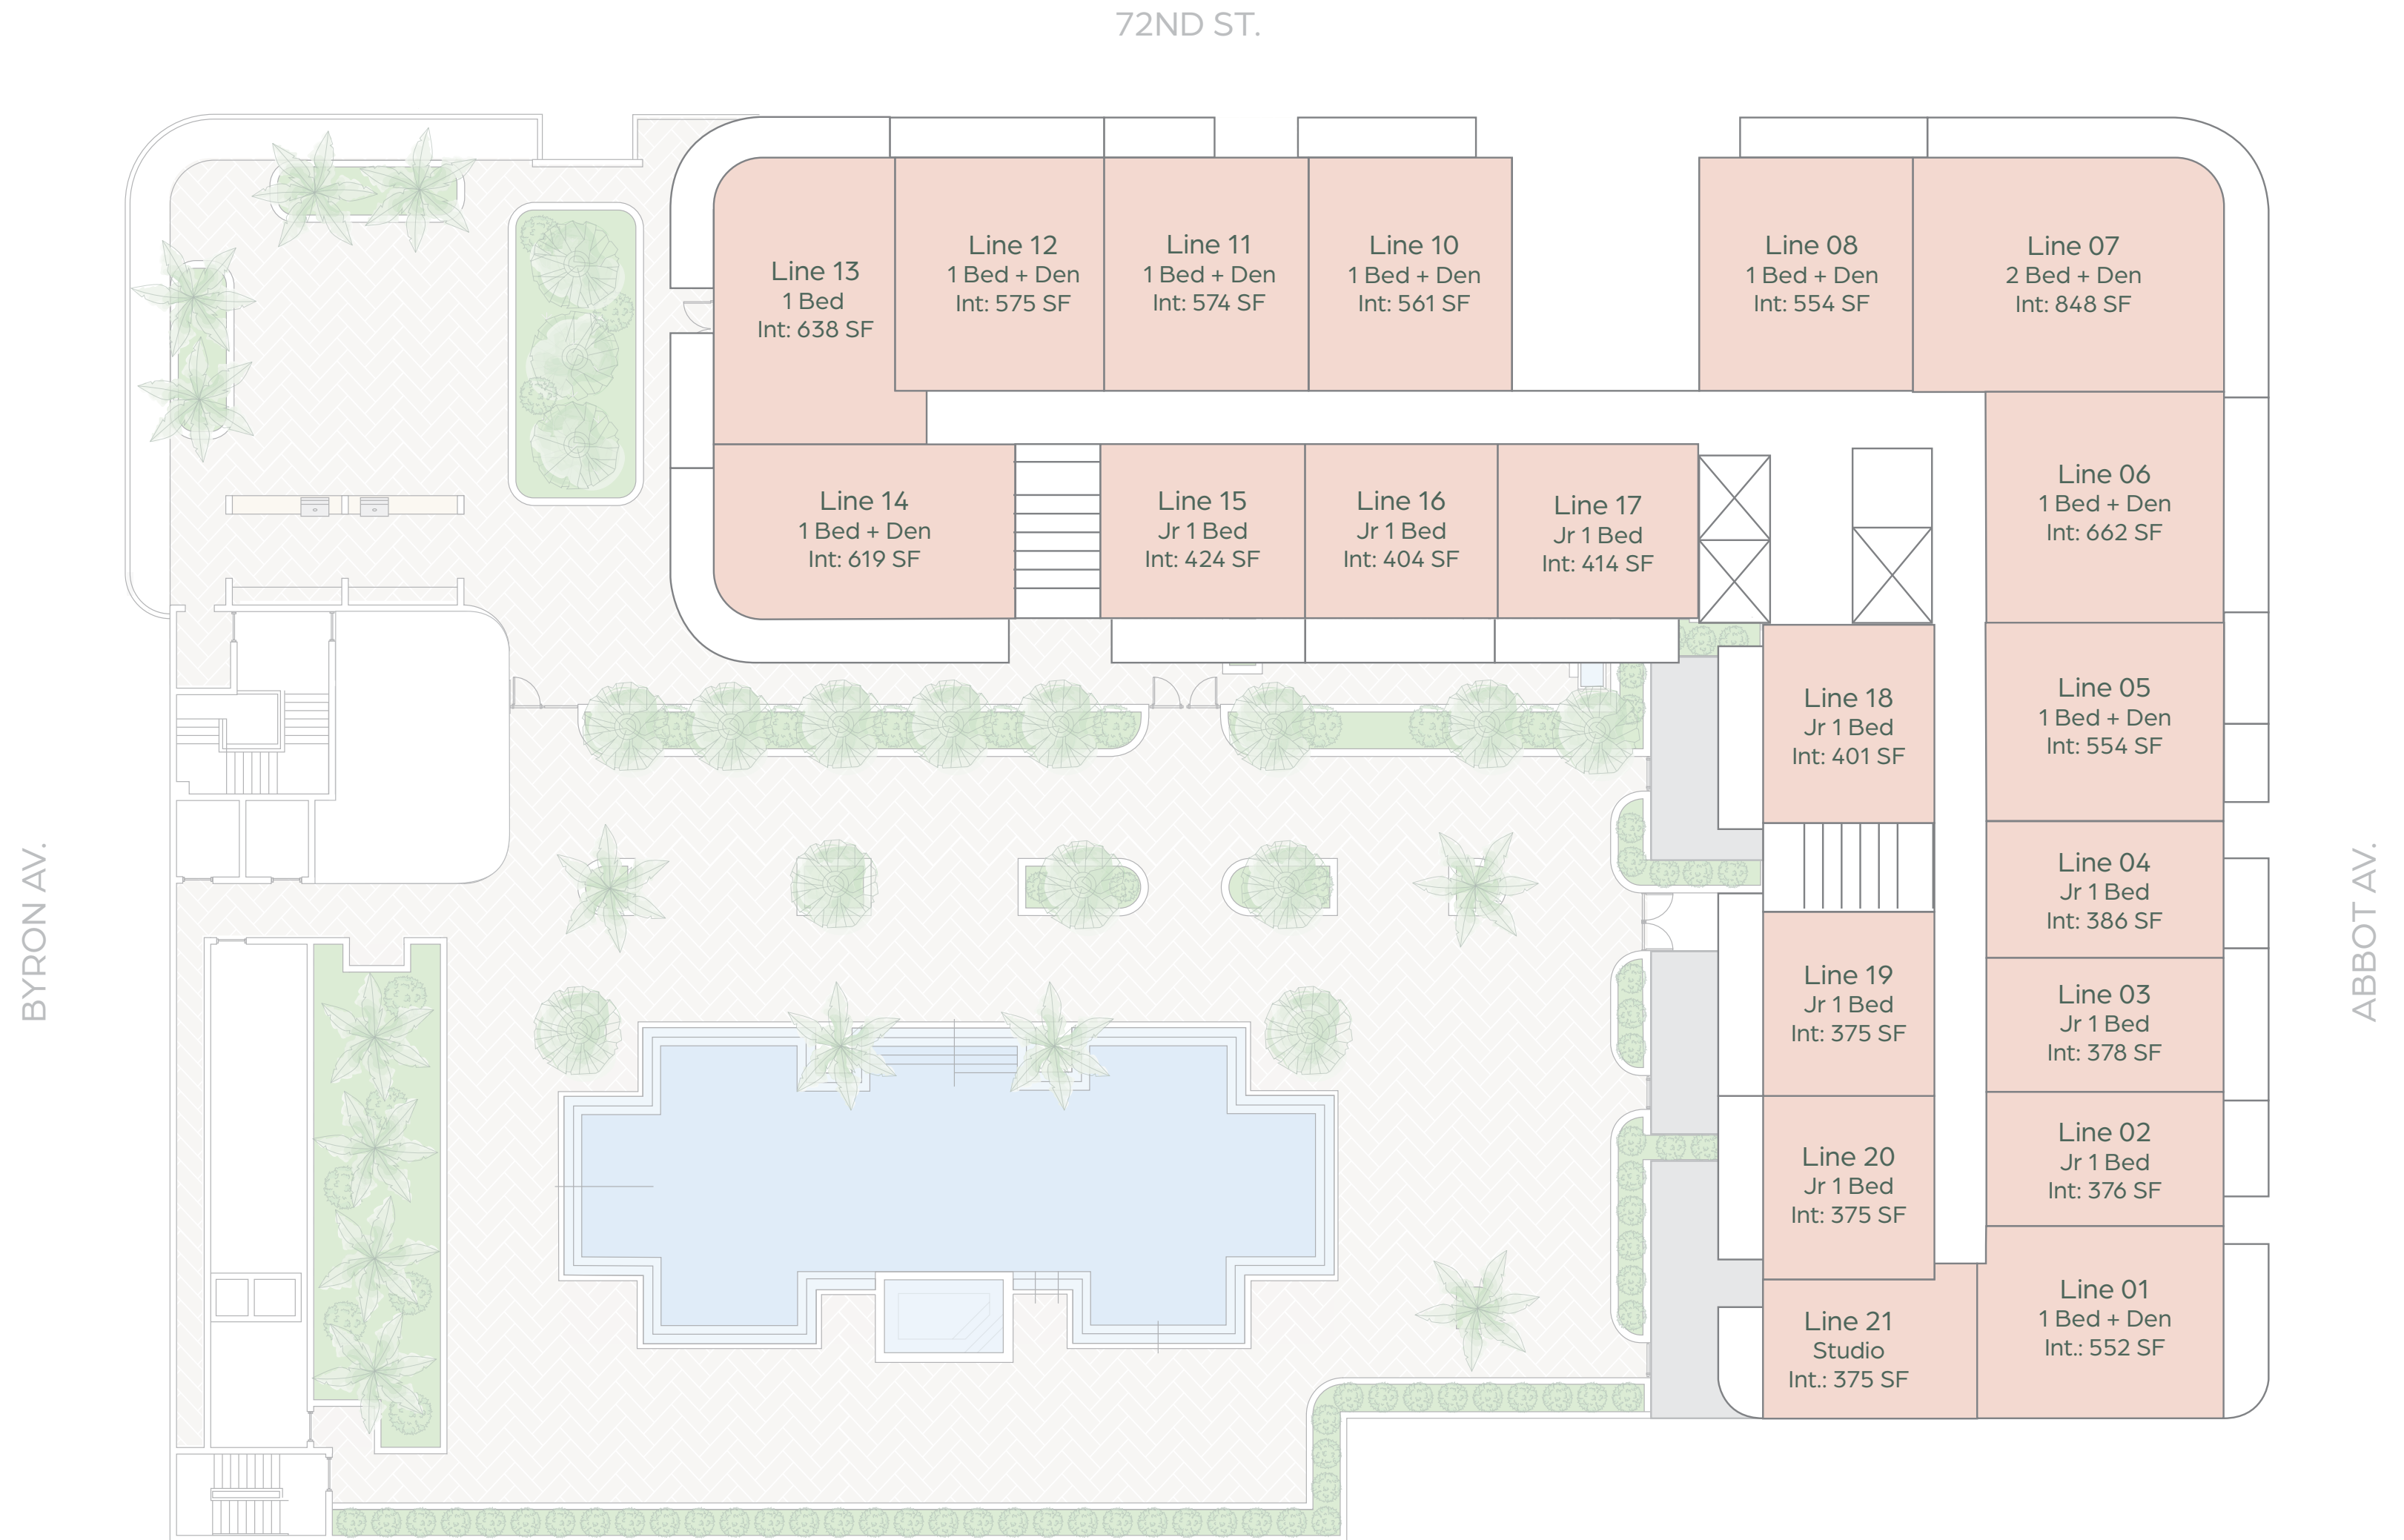 72ND ST.
Line 13
1 Bed
Int: 638 SF
Line 12
1 Bed + Den
Int: 575 SF
Line 11
1 Bed + Den
Int: 574 SF
Line 10
1 Bed + Den
Int: 561 SF
Line 08
1 Bed + Den
Int: 554 SF
Line 07
2 Bed + Den
Int: 848 SF
Line 14
1 Bed + Den
Int: 619 SF
Line 15
Jr 1 Bed
Int: 424 SF
Line 16
Jr 1 Bed
Int: 404 SF
Line 17
Jr 1 Bed
Int: 414 SF
Line 06
1 Bed + Den
Int: 662 SF
Line 18
Jr 1 Bed
Int: 401 SF
Line 05
1 Bed + Den
Int: 554 SF
Line 04
Jr 1 Bed
Int: 386 SF
Line 19
Jr 1 Bed
Int: 375 SF
Line 03
Jr 1 Bed
Int: 378 SF
Line 20
Jr 1 Bed
Int: 375 SF
Line 02
Jr 1 Bed
Int: 376 SF
Line 21
Studio
Int.: 375 SF
Line 01
1 Bed + Den
Int.: 552 SF
BYRON AV.
ABBOT AV.